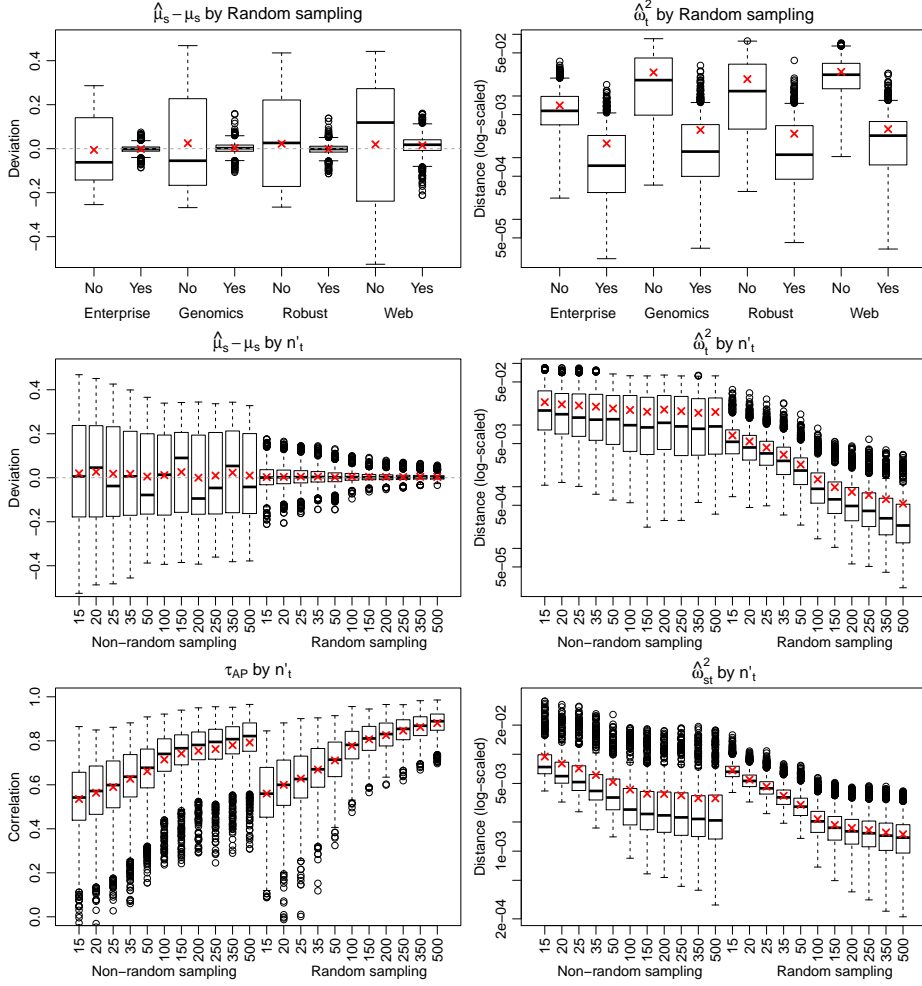 μ̂s − μs by Random sampling
Deviation
0.4
0.2
0.0
−0.2
−0.4
No Yes No Yes No Yes No Yes
Enterprise Genomics Robust Web
ω̂²t by Random sampling
Distance (log−scaled)
5e−02
5e−03
5e−04
5e−05
No Yes No Yes No Yes No Yes
Enterprise Genomics Robust Web
μ̂s − μs by n't
Deviation
0.4
0.2
0.0
−0.2
−0.4
15 20 25 35 50 100 150 200 250 350 500 15 20 25 35 50 100 150 200 250 350 500
Non−random sampling Random sampling
ω̂²t by n't
Distance (log−scaled)
5e−02
5e−03
5e−04
5e−05
15 20 25 35 50 100 150 200 250 350 500 15 20 25 35 50 100 150 200 250 350 500
Non−random sampling Random sampling
τAP by n't
Correlation
1.0
0.8
0.6
0.4
0.2
0.0
15 20 25 35 50 100 150 200 250 350 500 15 20 25 35 50 100 150 200 250 350 500
Non−random sampling Random sampling
ω̂²st by n't
Distance (log−scaled)
2e−02
5e−03
1e−03
2e−04
15 20 25 35 50 100 150 200 250 350 500 15 20 25 35 50 100 150 200 250 350 500
Non−random sampling Random sampling